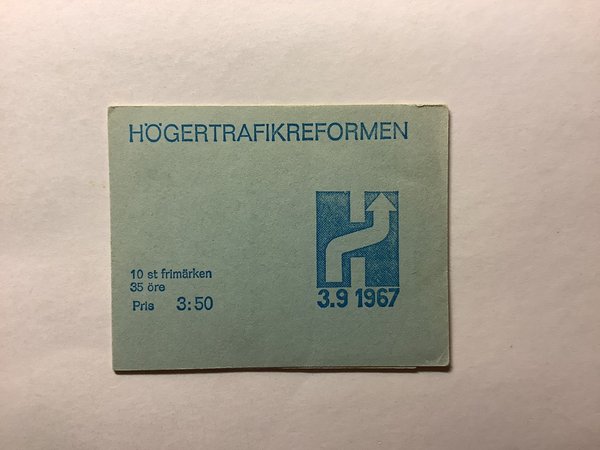 HÖGERTRAFIKREFORMEN
H
3.9 1967
10 st frimärken
35 öre
Pris 3:50